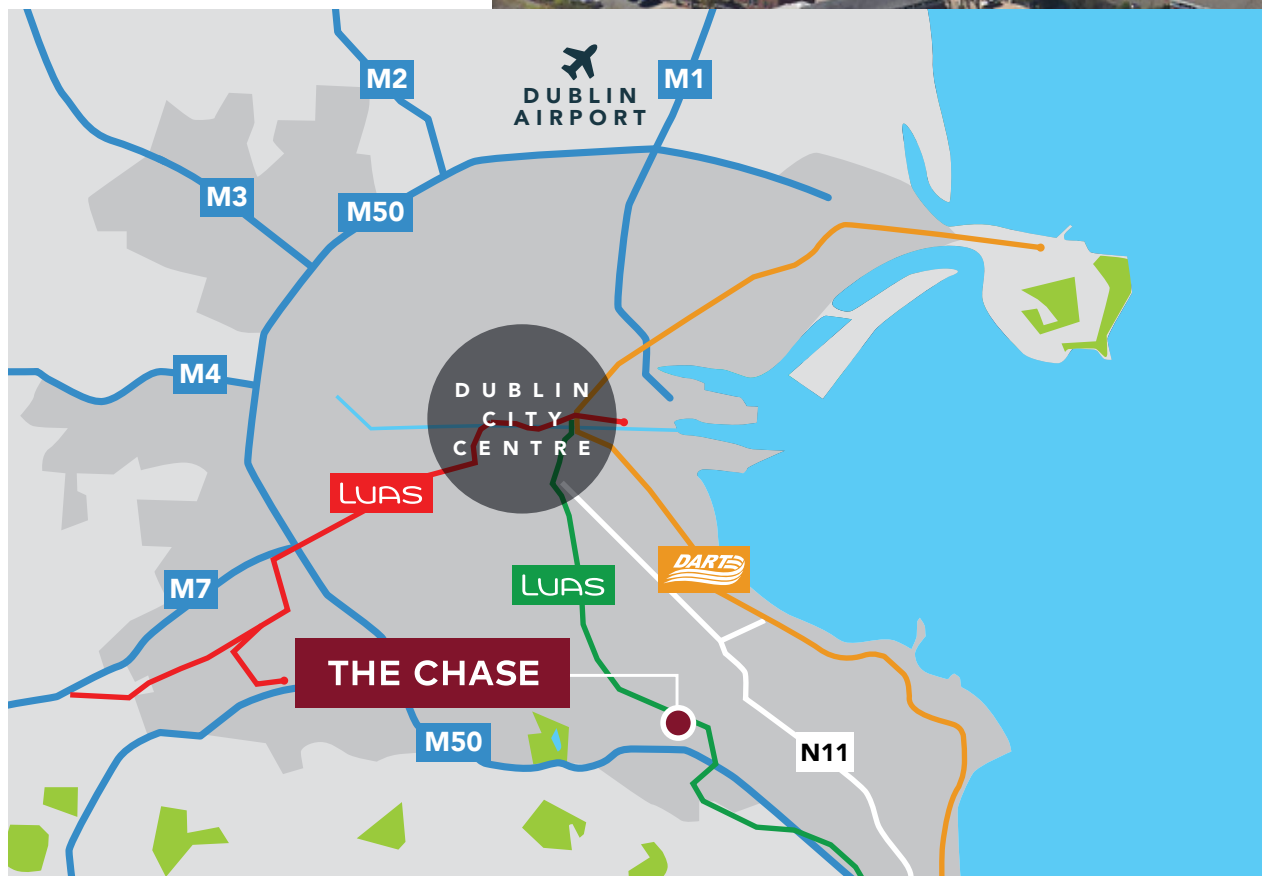 M2
DUBLIN
AIRPORT
M1
M3
M50
M4
DUBLIN
CITY
CENTRE
LUAS
M7
LUAS
DART
THE CHASE
M50
N11